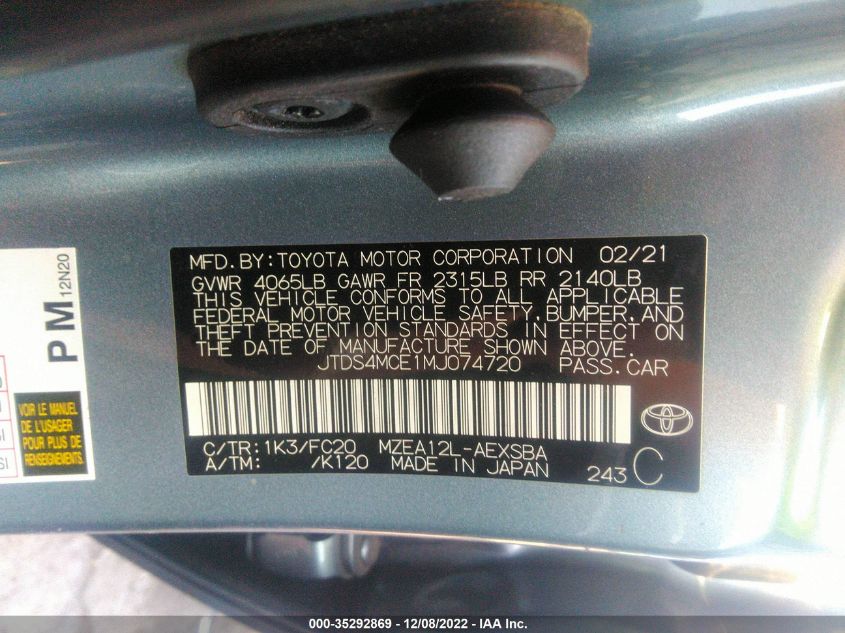 MFD.BY:TOYOTA MOTOR CORPORATION 02/21
GVWR 4065LB GAWR FR 2315LB RR 2140LB
THIS VEHICLE CONFORMS TO ALL APPLICABLE
FEDERAL MOTOR VEHICLE SAFETY,BUMPER,AND
THEFT PREVENTION STANDARDS IN EFFECT ON
THE DATE OF MANUFACTURE SHOWN ABOVE.
JTDS4MCE1MJ074720 PASS.CAR
C/TR:1K3/FC20 MZEA12L-AEXSBA
A/TM: /K120 MADE IN JAPAN
243 C
PM 12N20
VOIR LE MANUEL
DE L'USAGER
POUR PLUS DE
RENSEIGNEMENTS.
000-35292869 - 12/08/2022 - IAA Inc.